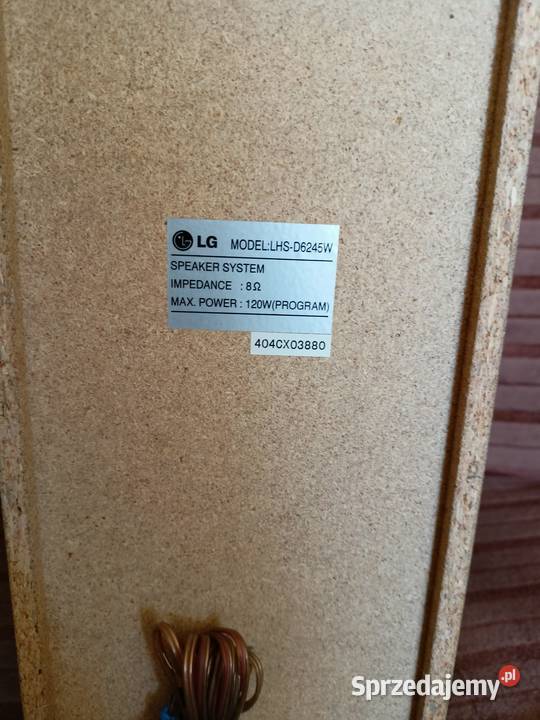 LG MODEL:LHS-D6245W
SPEAKER SYSTEM
IMPEDANCE : 8Ω
MAX. POWER : 120W(PROGRAM)
404CX03880
Sprzedajemy.pl